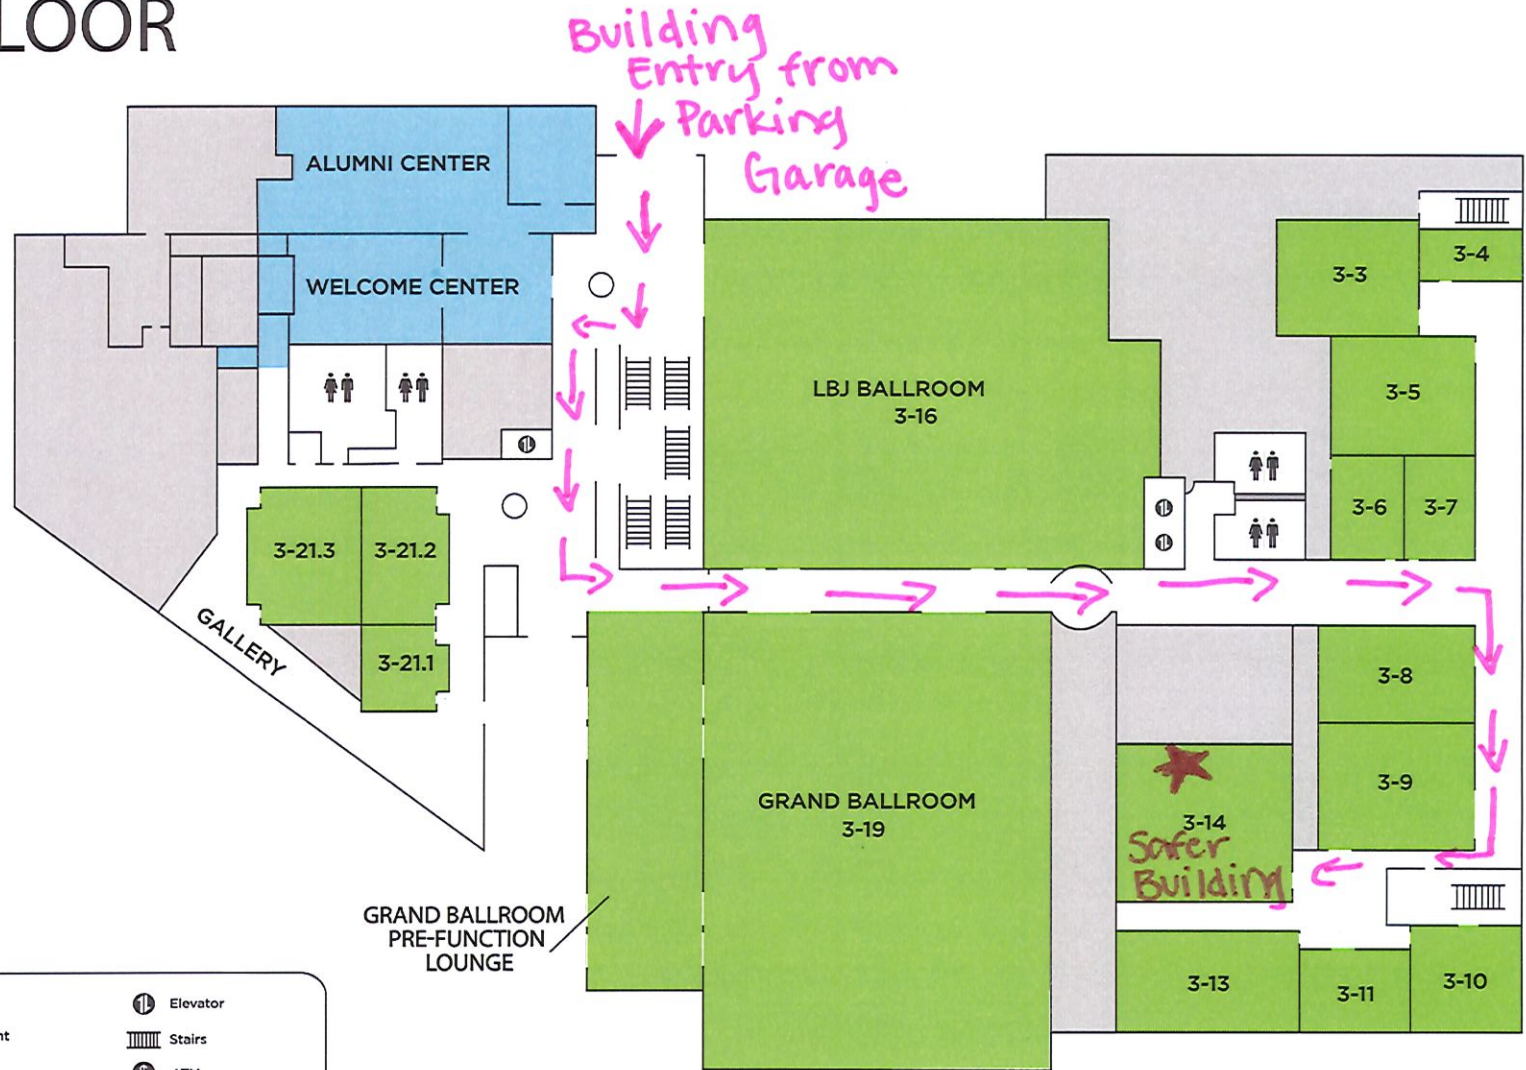 LOOR
Building
Entry from
Parking
Garage
ALUMNI CENTER
WELCOME CENTER
3-4
3-3
LBJ BALLROOM
3-16
3-5
3-6
3-7
3-21.3
3-21.2
GALLERY
3-21.1
3-8
3-9
GRAND BALLROOM
3-19
3-14
Safer
Building
GRAND BALLROOM
PRE-FUNCTION
LOUNGE
3-13
3-11
3-10
Elevator
nt
Stairs